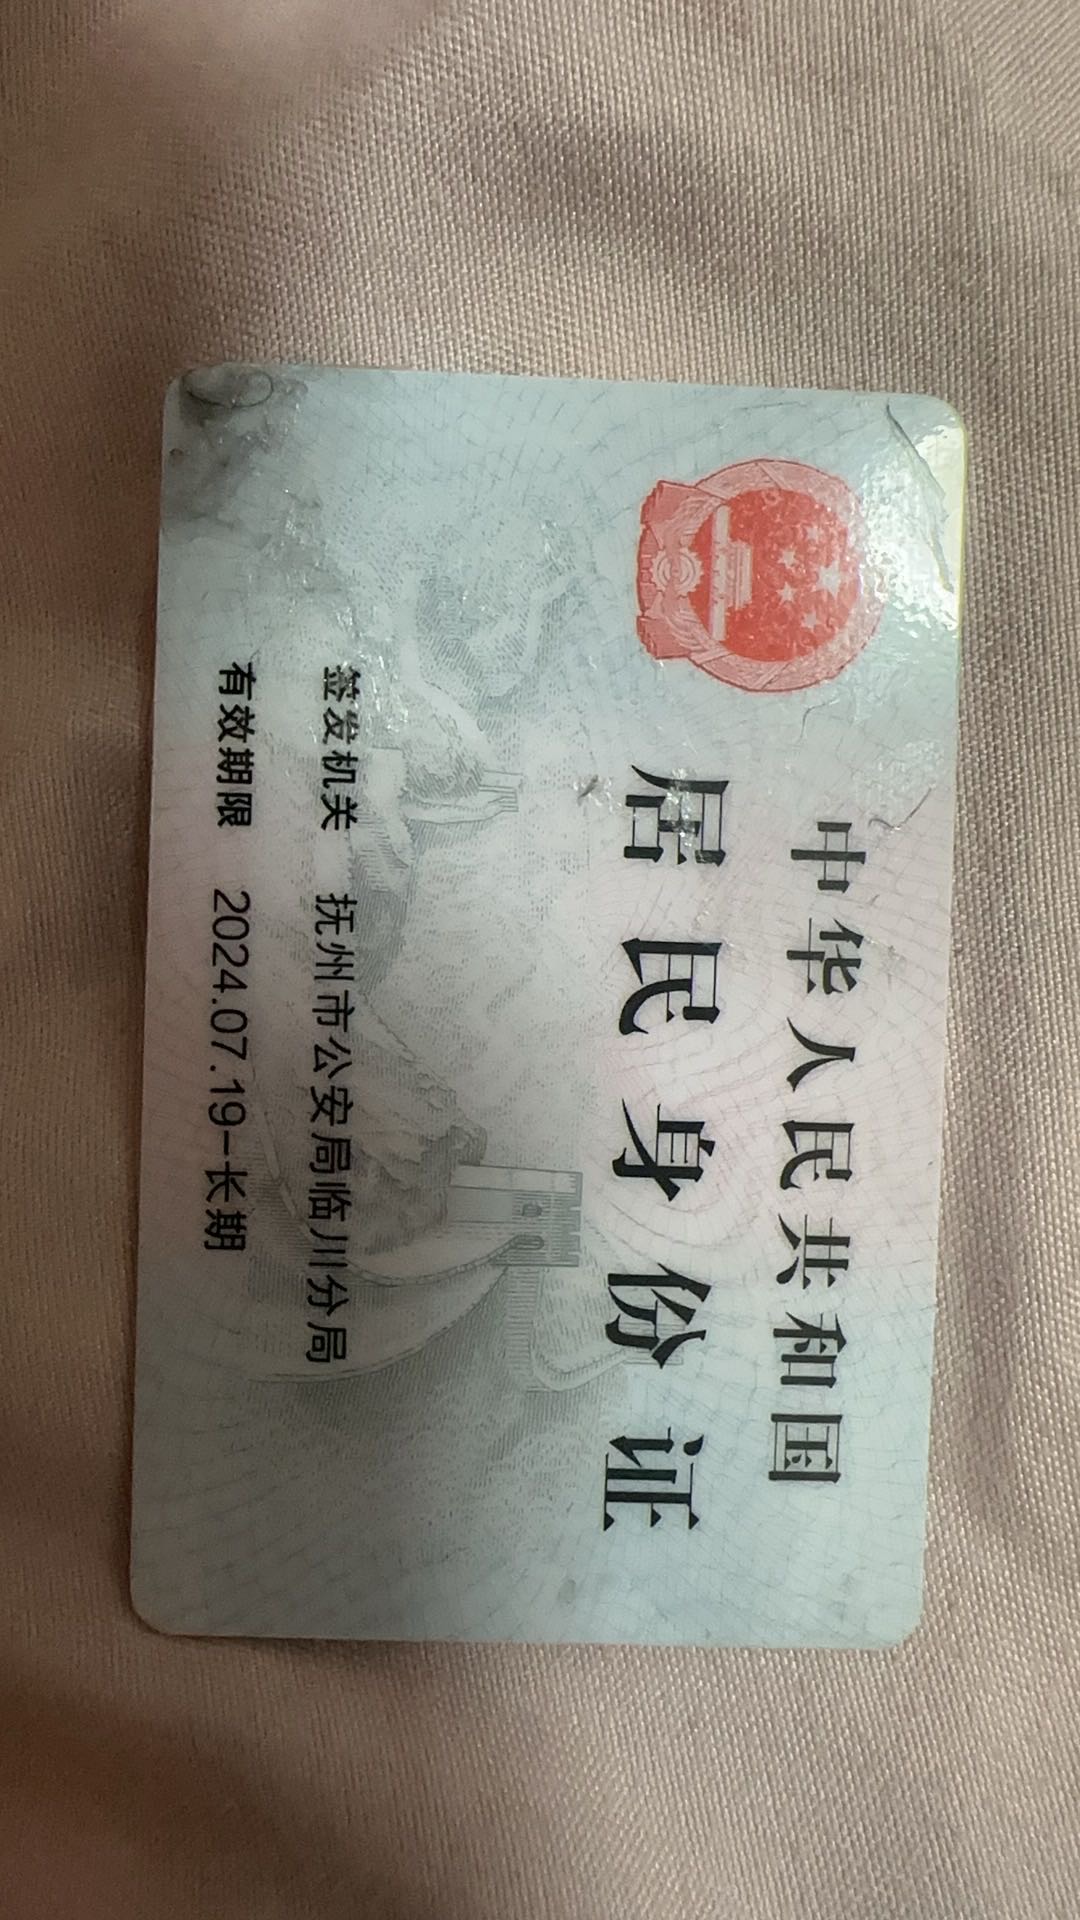 中华人民共和国
居民身份证
签发机关 抚州市公安局临川分局
有效期限 2024.07.19-长期